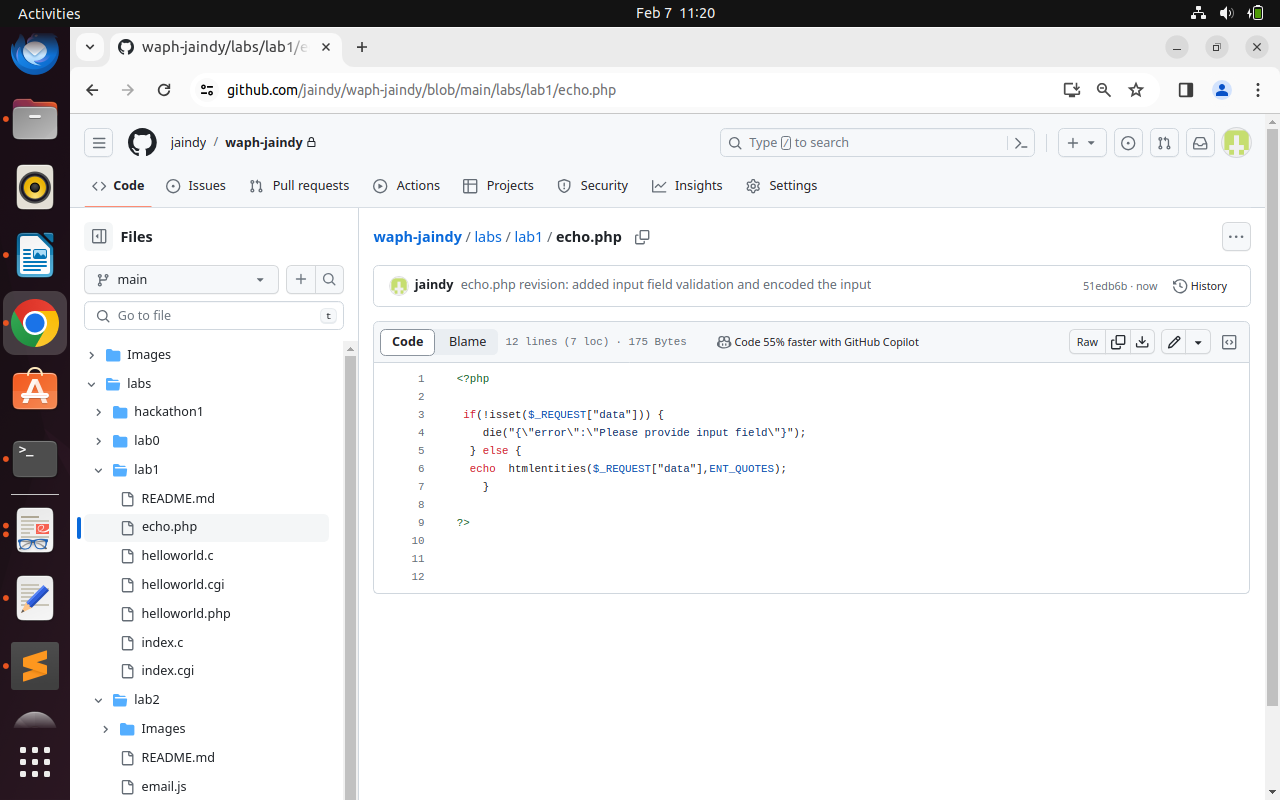 Activities
Feb 7 11:20
waph-jaindy/labs/lab1/e
github.com/jaindy/waph-jaindy/blob/main/labs/lab1/echo.php
jaindy / waph-jaindy
Type / to search
Code
Issues
Pull requests
Actions
Projects
Security
Insights
Settings
Files
main
Go to file
t
Images
labs
hackathon1
lab0
lab1
README.md
echo.php
helloworld.c
helloworld.cgi
helloworld.php
index.c
index.cgi
lab2
Images
README.md
email.js
waph-jaindy / labs / lab1 / echo.php
jaindy echo.php revision: added input field validation and encoded the input
51edb6b · now
History
Code
Blame
12 lines (7 loc) · 175 Bytes
Code 55% faster with GitHub Copilot
Raw
1 <?php
2
3 if(!isset($_REQUEST["data"])) {
4 die("{\"error\":\"Please provide input field\"}");
5 } else {
6 echo htmlentities($_REQUEST["data"],ENT_QUOTES);
7 }
8
9 ?>
10
11
12